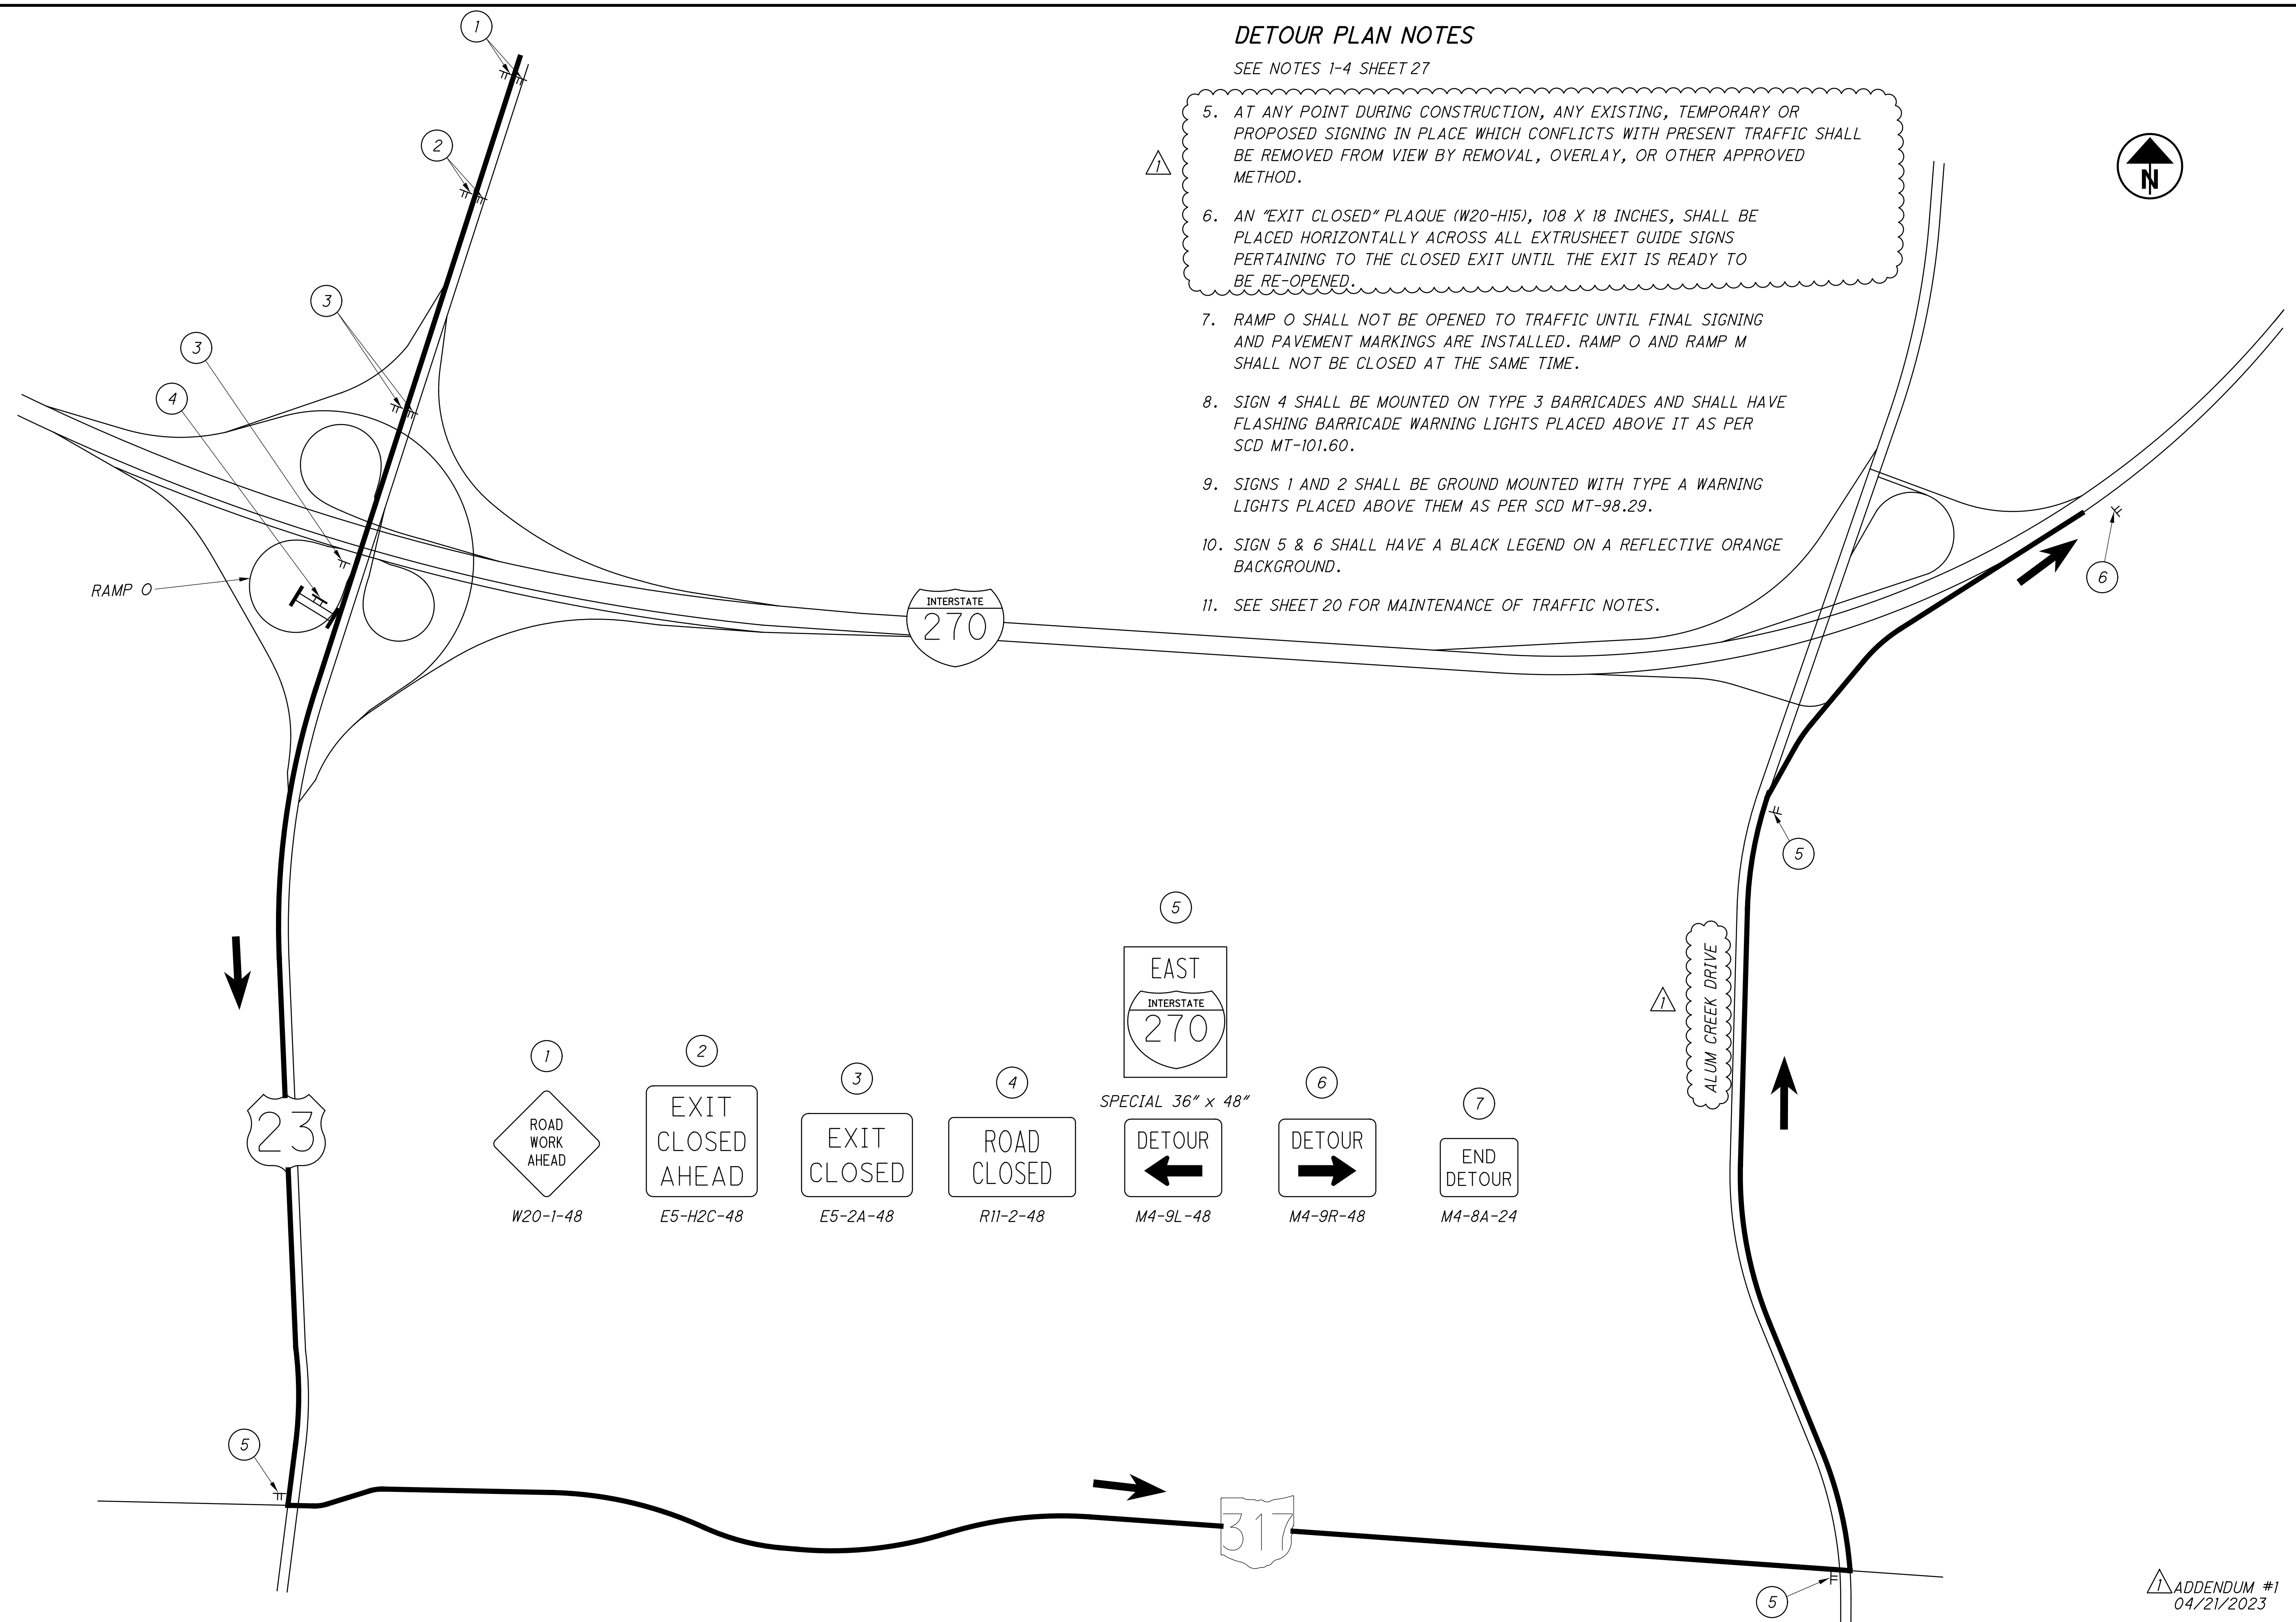 DETOUR PLAN NOTES
SEE NOTES 1-4 SHEET 27
5. AT ANY POINT DURING CONSTRUCTION, ANY EXISTING, TEMPORARY OR
PROPOSED SIGNING IN PLACE WHICH CONFLICTS WITH PRESENT TRAFFIC SHALL
BE REMOVED FROM VIEW BY REMOVAL, OVERLAY, OR OTHER APPROVED
METHOD.
1
6. AN "EXIT CLOSED" PLAQUE (W20-H15), 108 X 18 INCHES, SHALL BE
PLACED HORIZONTALLY ACROSS ALL EXTRUSHEET GUIDE SIGNS
PERTAINING TO THE CLOSED EXIT UNTIL THE EXIT IS READY TO
BE RE-OPENED.
7. RAMP O SHALL NOT BE OPENED TO TRAFFIC UNTIL FINAL SIGNING
AND PAVEMENT MARKINGS ARE INSTALLED. RAMP O AND RAMP M
SHALL NOT BE CLOSED AT THE SAME TIME.
8. SIGN 4 SHALL BE MOUNTED ON TYPE 3 BARRICADES AND SHALL HAVE
FLASHING BARRICADE WARNING LIGHTS PLACED ABOVE IT AS PER
SCD MT-101.60.
9. SIGNS 1 AND 2 SHALL BE GROUND MOUNTED WITH TYPE A WARNING
LIGHTS PLACED ABOVE THEM AS PER SCD MT-98.29.
10. SIGN 5 & 6 SHALL HAVE A BLACK LEGEND ON A REFLECTIVE ORANGE
BACKGROUND.
11. SEE SHEET 20 FOR MAINTENANCE OF TRAFFIC NOTES.
N
1
2
3
3
4
RAMP O
INTERSTATE
270
6
5
1
ALUM CREEK DRIVE
23
1
ROAD
WORK
AHEAD
W20-1-48
2
EXIT
CLOSED
AHEAD
E5-H2C-48
3
EXIT
CLOSED
E5-2A-48
4
ROAD
CLOSED
R11-2-48
5
EAST
INTERSTATE
270
SPECIAL 36" x 48"
DETOUR
M4-9L-48
6
DETOUR
M4-9R-48
7
END
DETOUR
M4-8A-24
5
317
5
1 ADDENDUM #1
04/21/2023